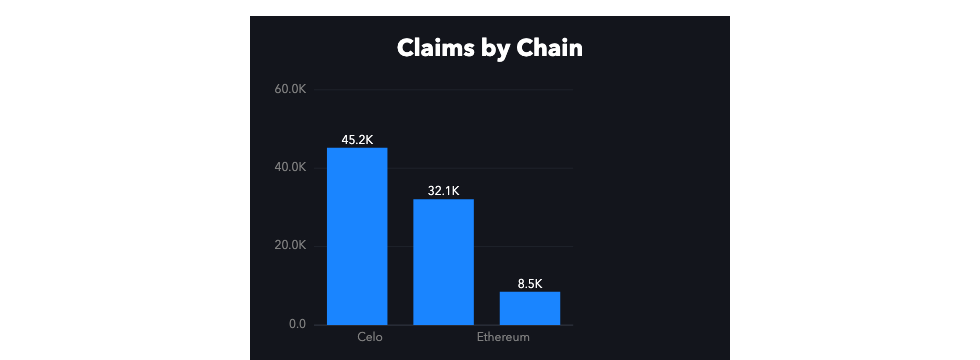 Claims by Chain
60.0K
45.2K
40.0K
32.1K
20.0K
8.5K
0.0
Celo Ethereum